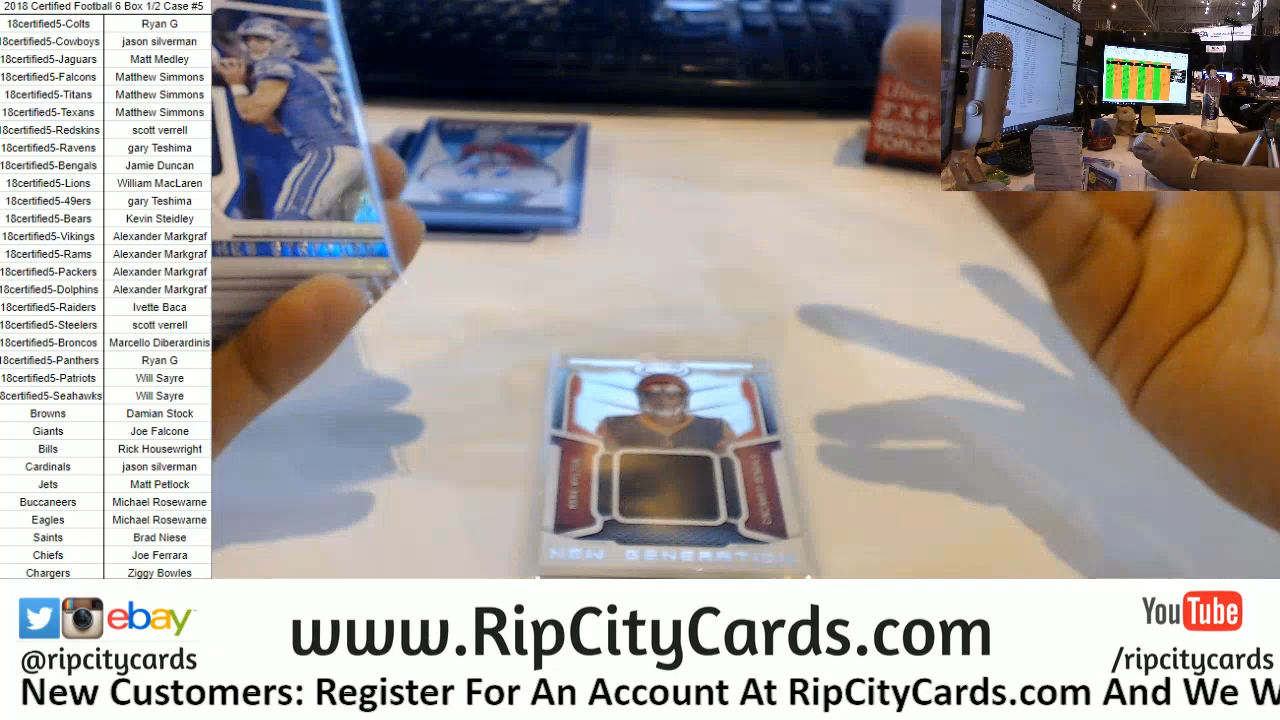 2018 Certified Football 6 Box 1/2 Case #5
18certified5-Colts Ryan G
18certified5-Cowboys jason silverman
18certified5-Jaguars Matt Medley
18certified5-Falcons Matthew Simmons
18certified5-Titans Matthew Simmons
18certified5-Texans Matthew Simmons
18certified5-Redskins scott verrell
18certified5-Ravens gary Teshima
18certified5-Bengals Jamie Duncan
18certified5-Lions William MacLaren
18certified5-49ers gary Teshima
18certified5-Bears Kevin Steidley
18certified5-Vikings Alexander Markgraf
18certified5-Rams Alexander Markgraf
18certified5-Packers Alexander Markgraf
18certified5-Dolphins Alexander Markgraf
18certified5-Raiders Ivette Baca
18certified5-Steelers scott verrell
18certified5-Broncos Marcello Diberardinis
18certified5-Panthers Ryan G
18certified5-Patriots Will Sayre
8certified5-Seahawks Will Sayre
Browns Damian Stock
Giants Joe Falcone
Bills Rick Housewright
Cardinals jason silverman
Jets Matt Petlock
Buccaneers Michael Rosewarne
Eagles Michael Rosewarne
Saints Brad Niese
Chiefs Joe Ferrara
Chargers Ziggy Bowles
NEW GENERATION
ebay
@ripcitycards
www.RipCityCards.com
YouTube
/ripcitycards
New Customers: Register For An Account At RipCityCards.com And We W